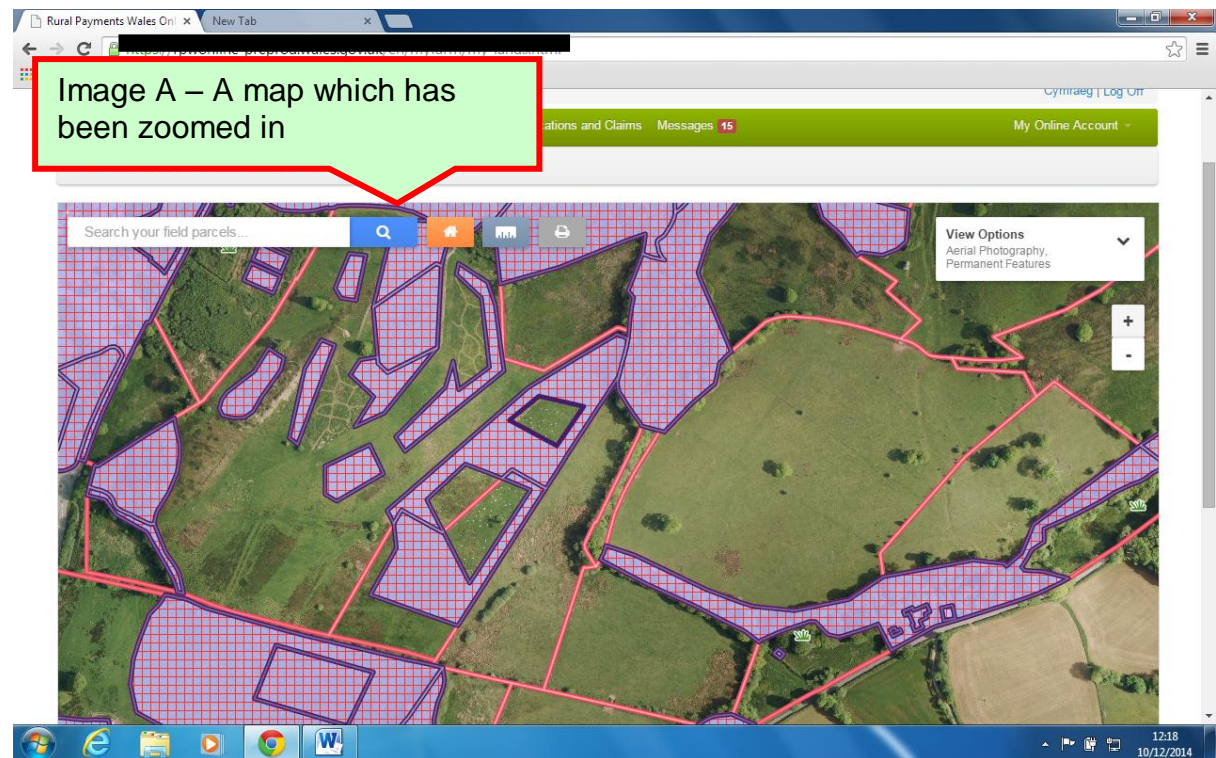 Rural Payments Wales Onl
New Tab
Image A – A map which has
been zoomed in
Cymraeg | Log Off
and Claims Messages 15
My Online Account
Search your field parcels...
View Options
Aerial Photography,
Permanent Features
+
-
W
12:18
10/12/2014